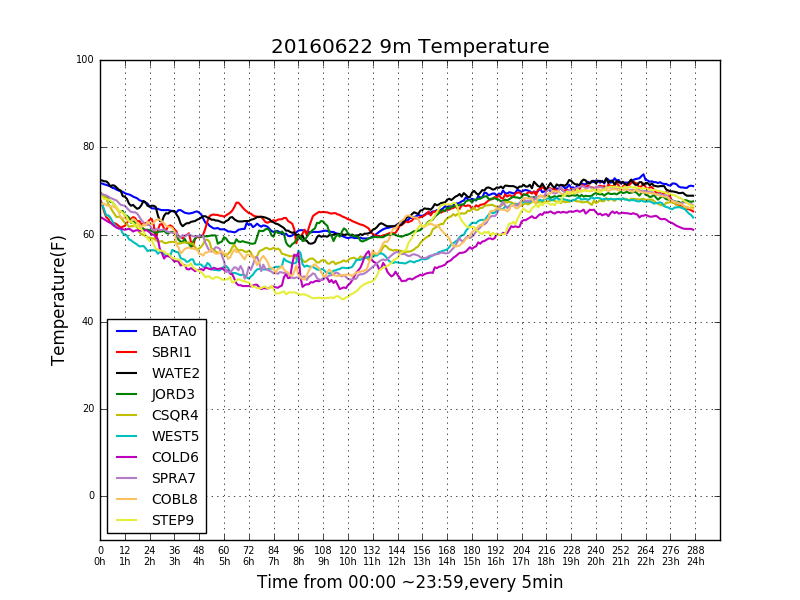 20160622 9m Temperature
100
80
60
40
20
0
Temperature(F)
BATA0
SBRI1
WATE2
JORD3
CSQR4
WEST5
COLD6
SPRA7
COBL8
STEP9
0 12 24 36 48 60 72 84 96 108 120 132 144 156 168 180 192 204 216 228 240 252 264 276 288
0h 1h 2h 3h 4h 5h 6h 7h 8h 9h 10h 11h 12h 13h 14h 15h 16h 17h 18h 19h 20h 21h 22h 23h 24h
Time from 00:00 ~23:59,every 5min